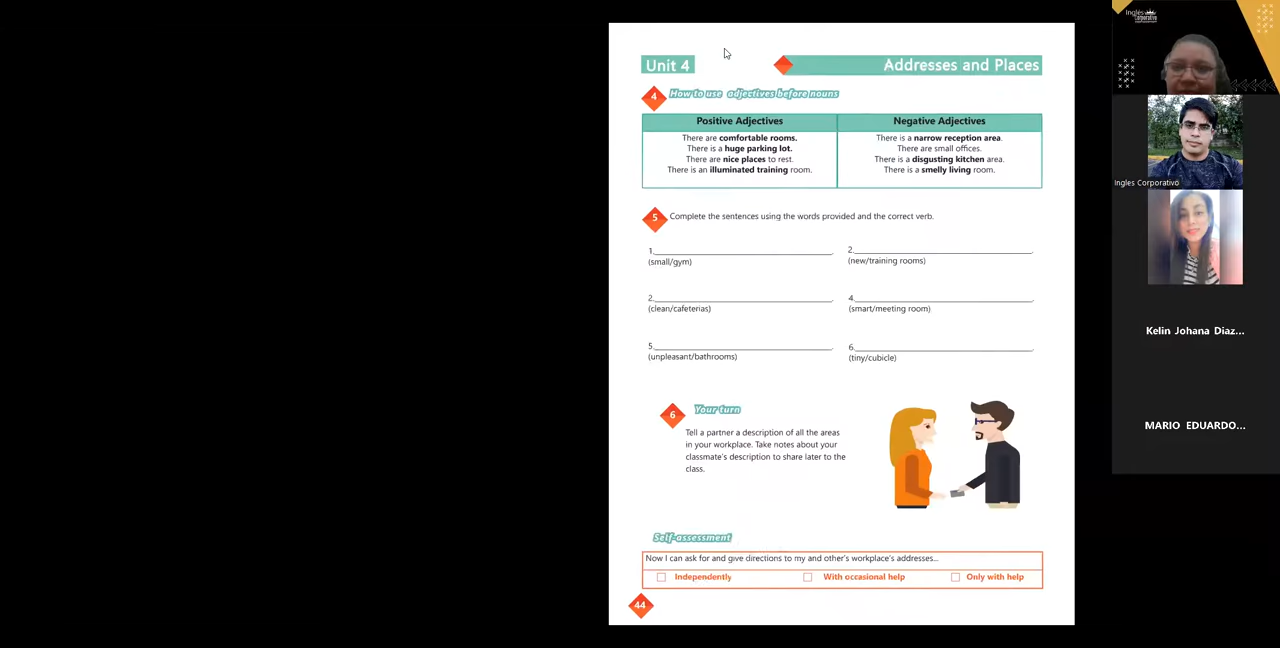 Unit 4
Addresses and Places
4
How to use adjectives before nouns
Positive Adjectives
There are comfortable rooms.
There is a huge parking lot.
There are nice places to rest.
There is an illuminated training room.
Negative Adjectives
There is a narrow reception area.
There are small offices.
There is a disgusting kitchen area.
There is a smelly living room.
5
Complete the sentences using the words provided and the correct verb.
1.
(small/gym)
2.
(new/training rooms)
2.
(clean/cafeterias)
4.
(smart/meeting room)
5.
(unpleasant/bathrooms)
6.
(tiny/cubicle)
6
Your turn
Tell a partner a description of all the areas
in your workplace. Take notes about your
classmate's description to share later to the
class.
Self-assessment
Now I can ask for and give directions to my and other's workplace's addresses...
Independently
With occasional help
Only with help
44
Inglés
Corporativo
Ingles Corporativo
Kelin Johana Diaz...
MARIO EDUARDO...